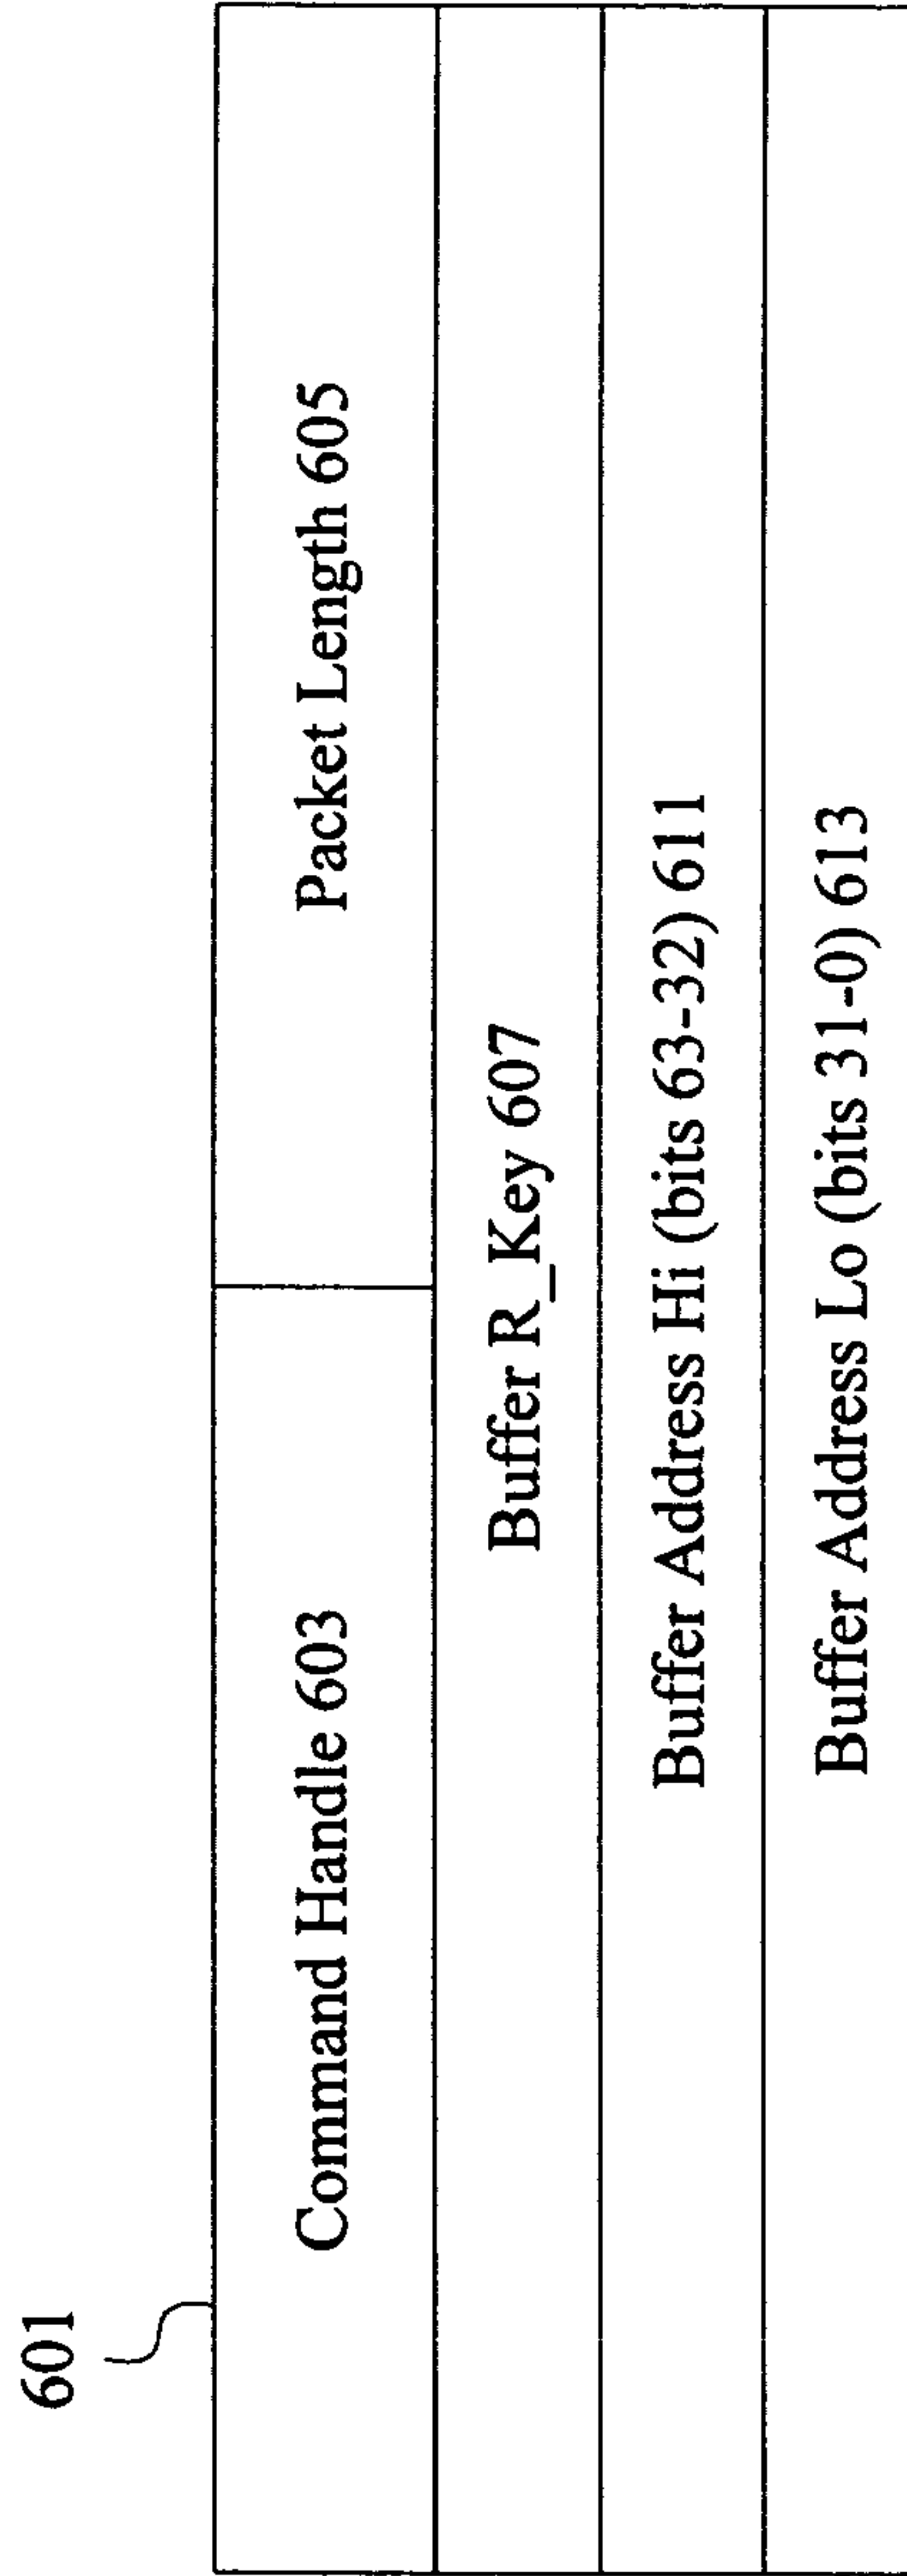 601
Command Handle 603
Packet Length 605
Buffer R_Key 607
Buffer Address Hi (bits 63-32) 611
Buffer Address Lo (bits 31-0) 613